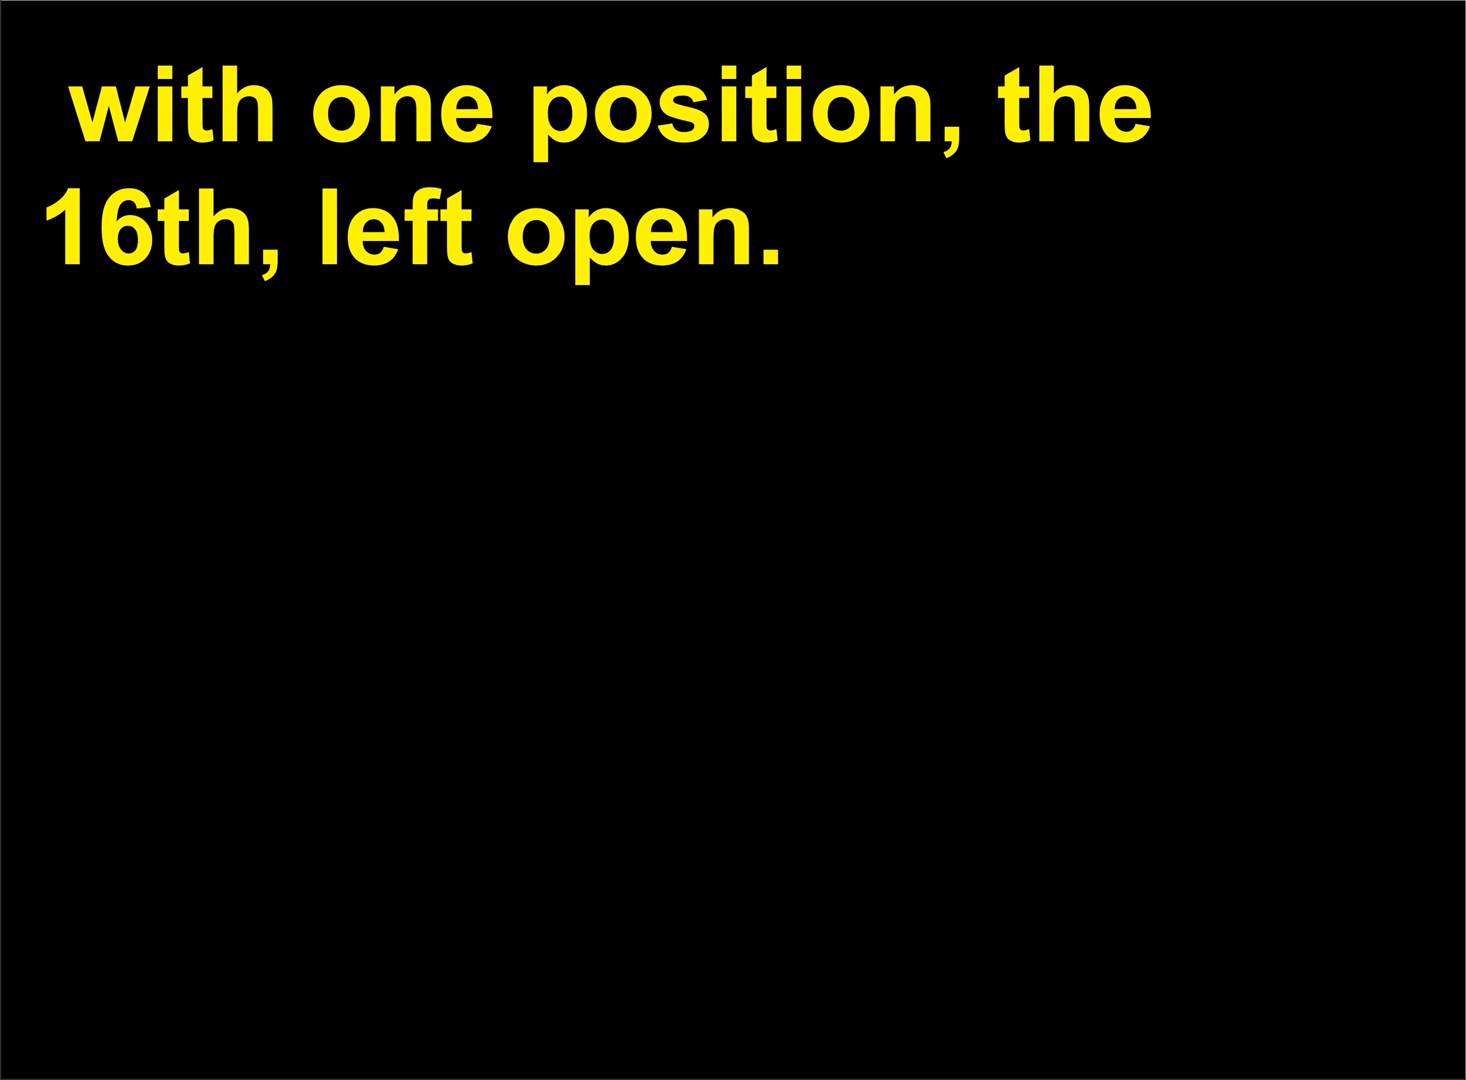 with one position, the
16th, left open.